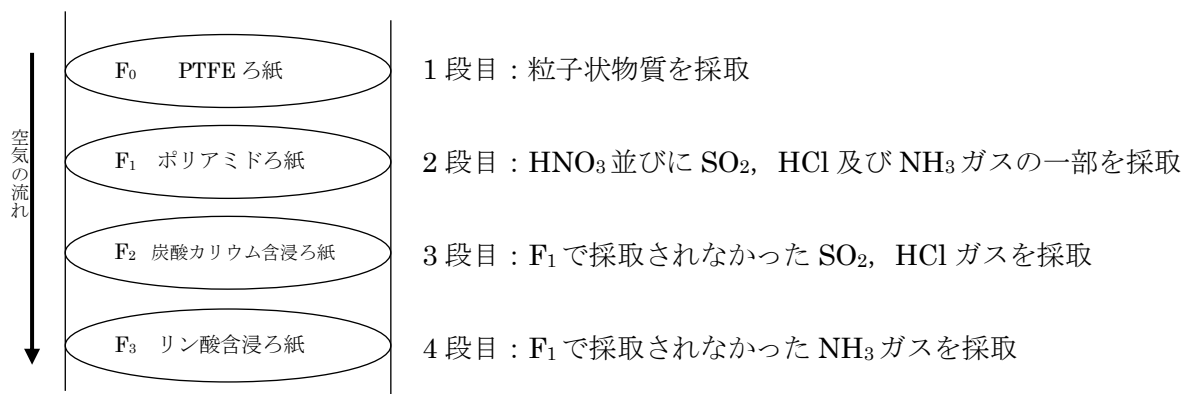 空気の流れ
F₀ PTFE ろ紙
1 段目：粒子状物質を採取
F₁ ポリアミドろ紙
2 段目：HNO₃ 並びに SO₂，HCl 及び NH₃ ガスの一部を採取
F₂ 炭酸カリウム含浸ろ紙
3 段目：F₁ で採取されなかった SO₂，HCl ガスを採取
F₃ リン酸含浸ろ紙
4 段目：F₁ で採取されなかった NH₃ ガスを採取